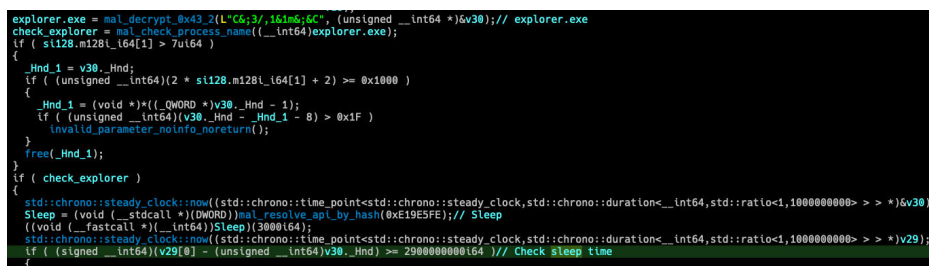 explorer.exe = mal_decrypt_0x43_2(L"C&;3/,1&1m&;&C", (unsigned __int64 *)&v30);// explorer.exe
check_explorer = mal_check_process_name((__int64)explorer.exe);
if ( si128.m128i_i64[1] > 7ui64 )
{
_Hnd_1 = v30._Hnd;
if ( (unsigned __int64)(2 * si128.m128i_i64[1] + 2) >= 0x1000 )
{
_Hnd_1 = (void *)*((_QWORD *)v30._Hnd - 1);
if ( (unsigned __int64)(v30._Hnd - _Hnd_1 - 8) > 0x1F )
invalid_parameter_noinfo_noreturn();
}
free(_Hnd_1);
}
if ( check_explorer )
{
std::chrono::steady_clock::now((std::chrono::time_point<std::chrono::steady_clock,std::chrono::duration<__int64,std::ratio<1,1000000000> > > *)&v30)
Sleep = (void (__stdcall *)(DWORD))mal_resolve_api_by_hash(0xE19E5FE);// Sleep
((void (__fastcall *)(__int64))Sleep)(3000i64);
std::chrono::steady_clock::now((std::chrono::time_point<std::chrono::steady_clock,std::chrono::duration<__int64,std::ratio<1,1000000000> > > *)v29);
if ( (signed __int64)(v29[0] - (unsigned __int64)v30._Hnd) >= 2900000000i64 )// Check sleep time
{